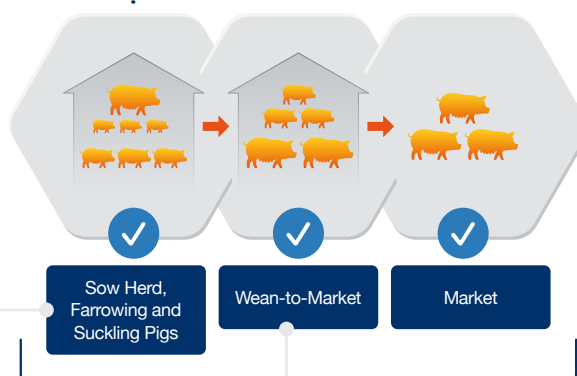 Sow Herd,
Farrowing and
Suckling Pigs
Wean-to-Market
Market